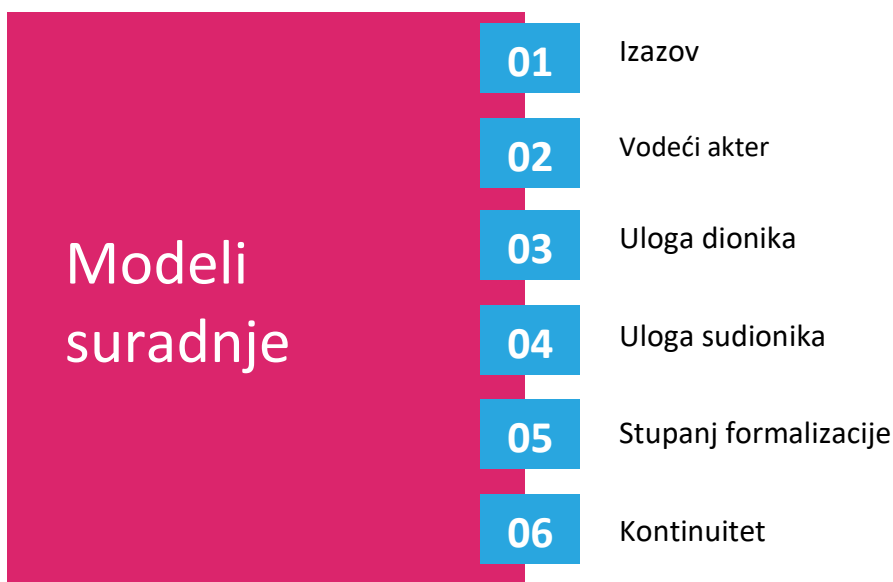 Modeli
suradnje
01 Izazov
02 Vodeći akter
03 Uloga dionika
04 Uloga sudionika
05 Stupanj formalizacije
06 Kontinuitet